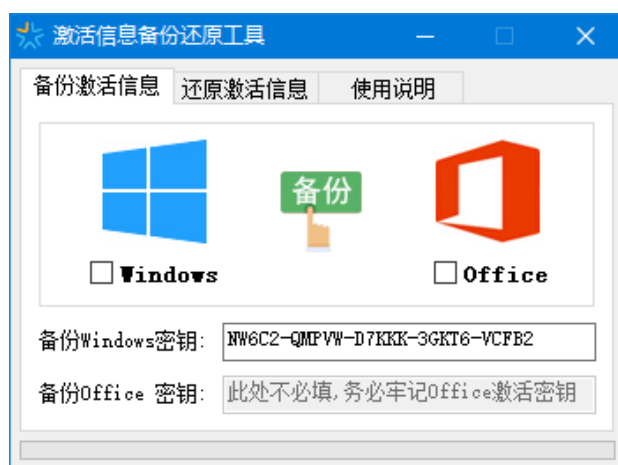 激活信息备份还原工具
备份激活信息 还原激活信息 使用说明
备份
Windows Office
备份Windows密钥: NW6C2-QMPVW-D7KKK-3GKT6-VCFB2
备份Office 密钥: 此处不必填,务必牢记Office激活密钥